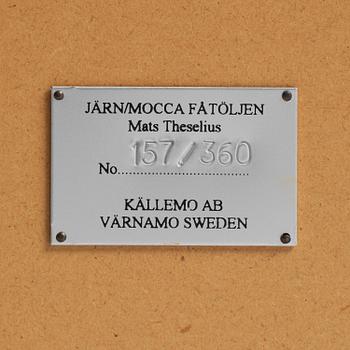 JÄRN/MOCCA FÅTÖLJEN
Mats Theselius
No 157/360
KÄLLEMO AB
VÄRNAMO SWEDEN